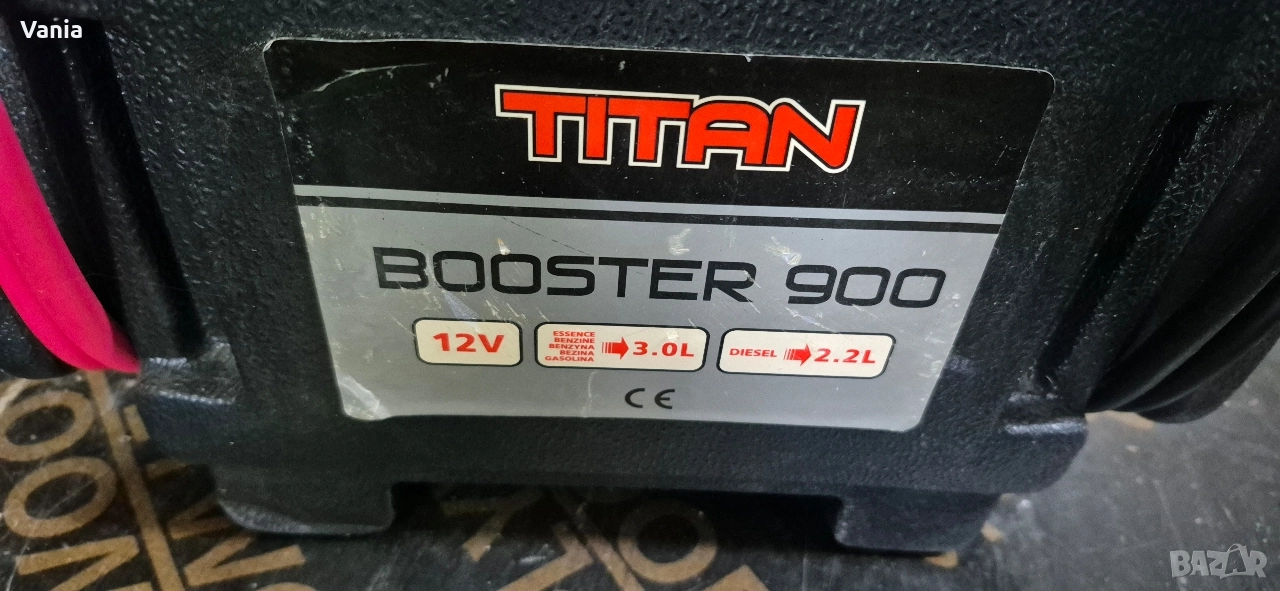 Vania
TITAN
BOOSTER 900
12V
ESSENCE
BENZINE
BENZYNA
BEZINA
GASOLINA
3.0L
DIESEL 2.2L
CE
BAZAR